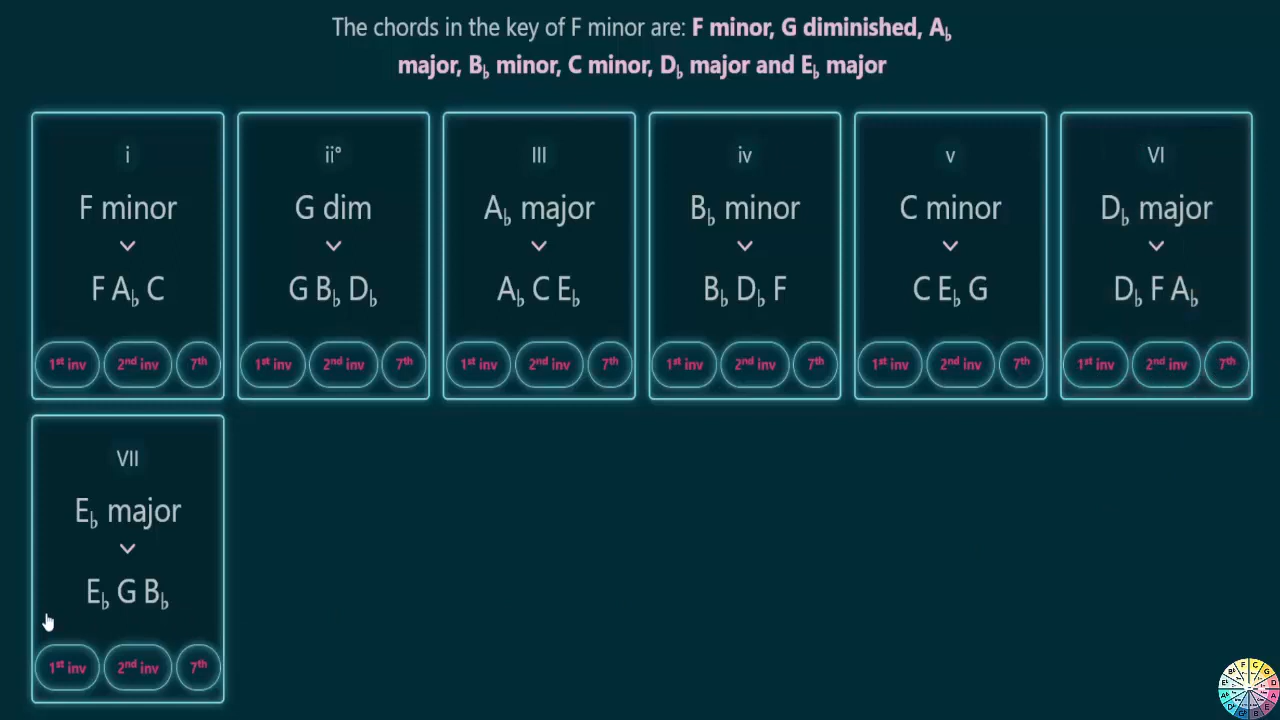 The chords in the key of F minor are: F minor, G diminished, A♭
major, B♭ minor, C minor, D♭ major and E♭ major
i
F minor
F A♭ C
1st inv 2nd inv 7th
ii°
G dim
G B♭ D♭
1st inv 2nd inv 7th
III
A♭ major
A♭ C E♭
1st inv 2nd inv 7th
iv
B♭ minor
B♭ D♭ F
1st inv 2nd inv 7th
v
C minor
C E♭ G
1st inv 2nd inv 7th
VI
D♭ major
D♭ F A♭
1st inv 2nd inv 7th
VII
E♭ major
E♭ G B♭
1st inv 2nd inv 7th